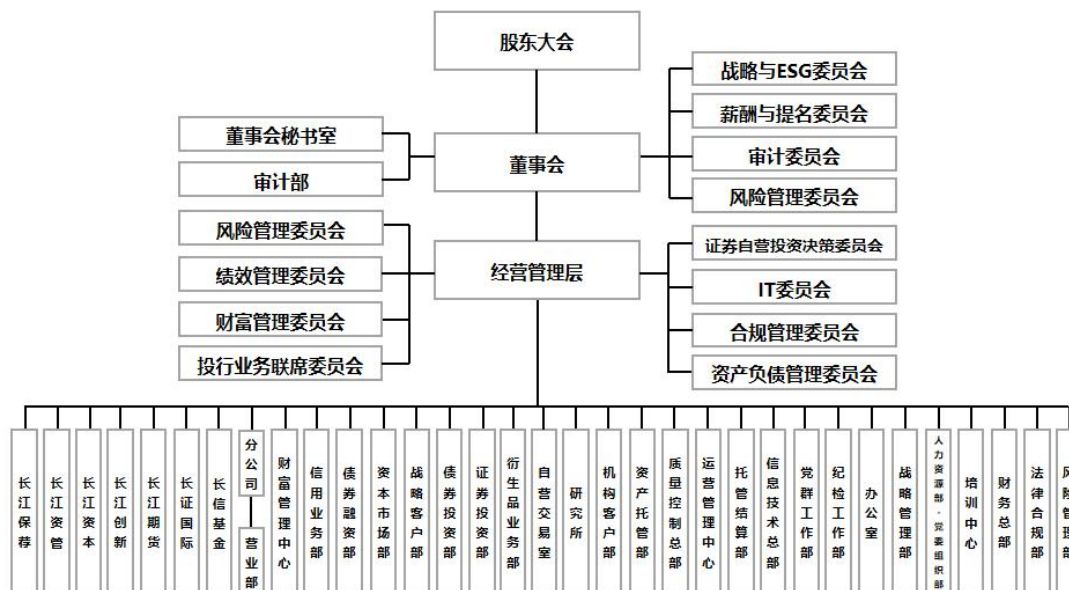 股东大会
战略与ESG委员会
薪酬与提名委员会
董事会秘书室
董事会
审计委员会
审计部
风险管理委员会
风险管理委员会
证券自营投资决策委员会
绩效管理委员会
经营管理层
IT委员会
财富管理委员会
合规管理委员会
投行业务联席委员会
资产负债管理委员会
长江保荐
长江资管
长江资本
长江创新
长江期货
长证国际
长信基金
分公司
营业部
财富管理中心
信用业务部
债券融资部
资本市场部
战略客户部
债券投资部
证券投资部
衍生品业务部
自营交易室
研究所
机构客户部
资产托管部
质量控制总部
运营管理中心
托管结算部
信息技术总部
党群工作部
纪检工作部
办公室
战略管理部
人力资源部·党委组织部
培训中心
财务总部
法律合规部
风险管理部